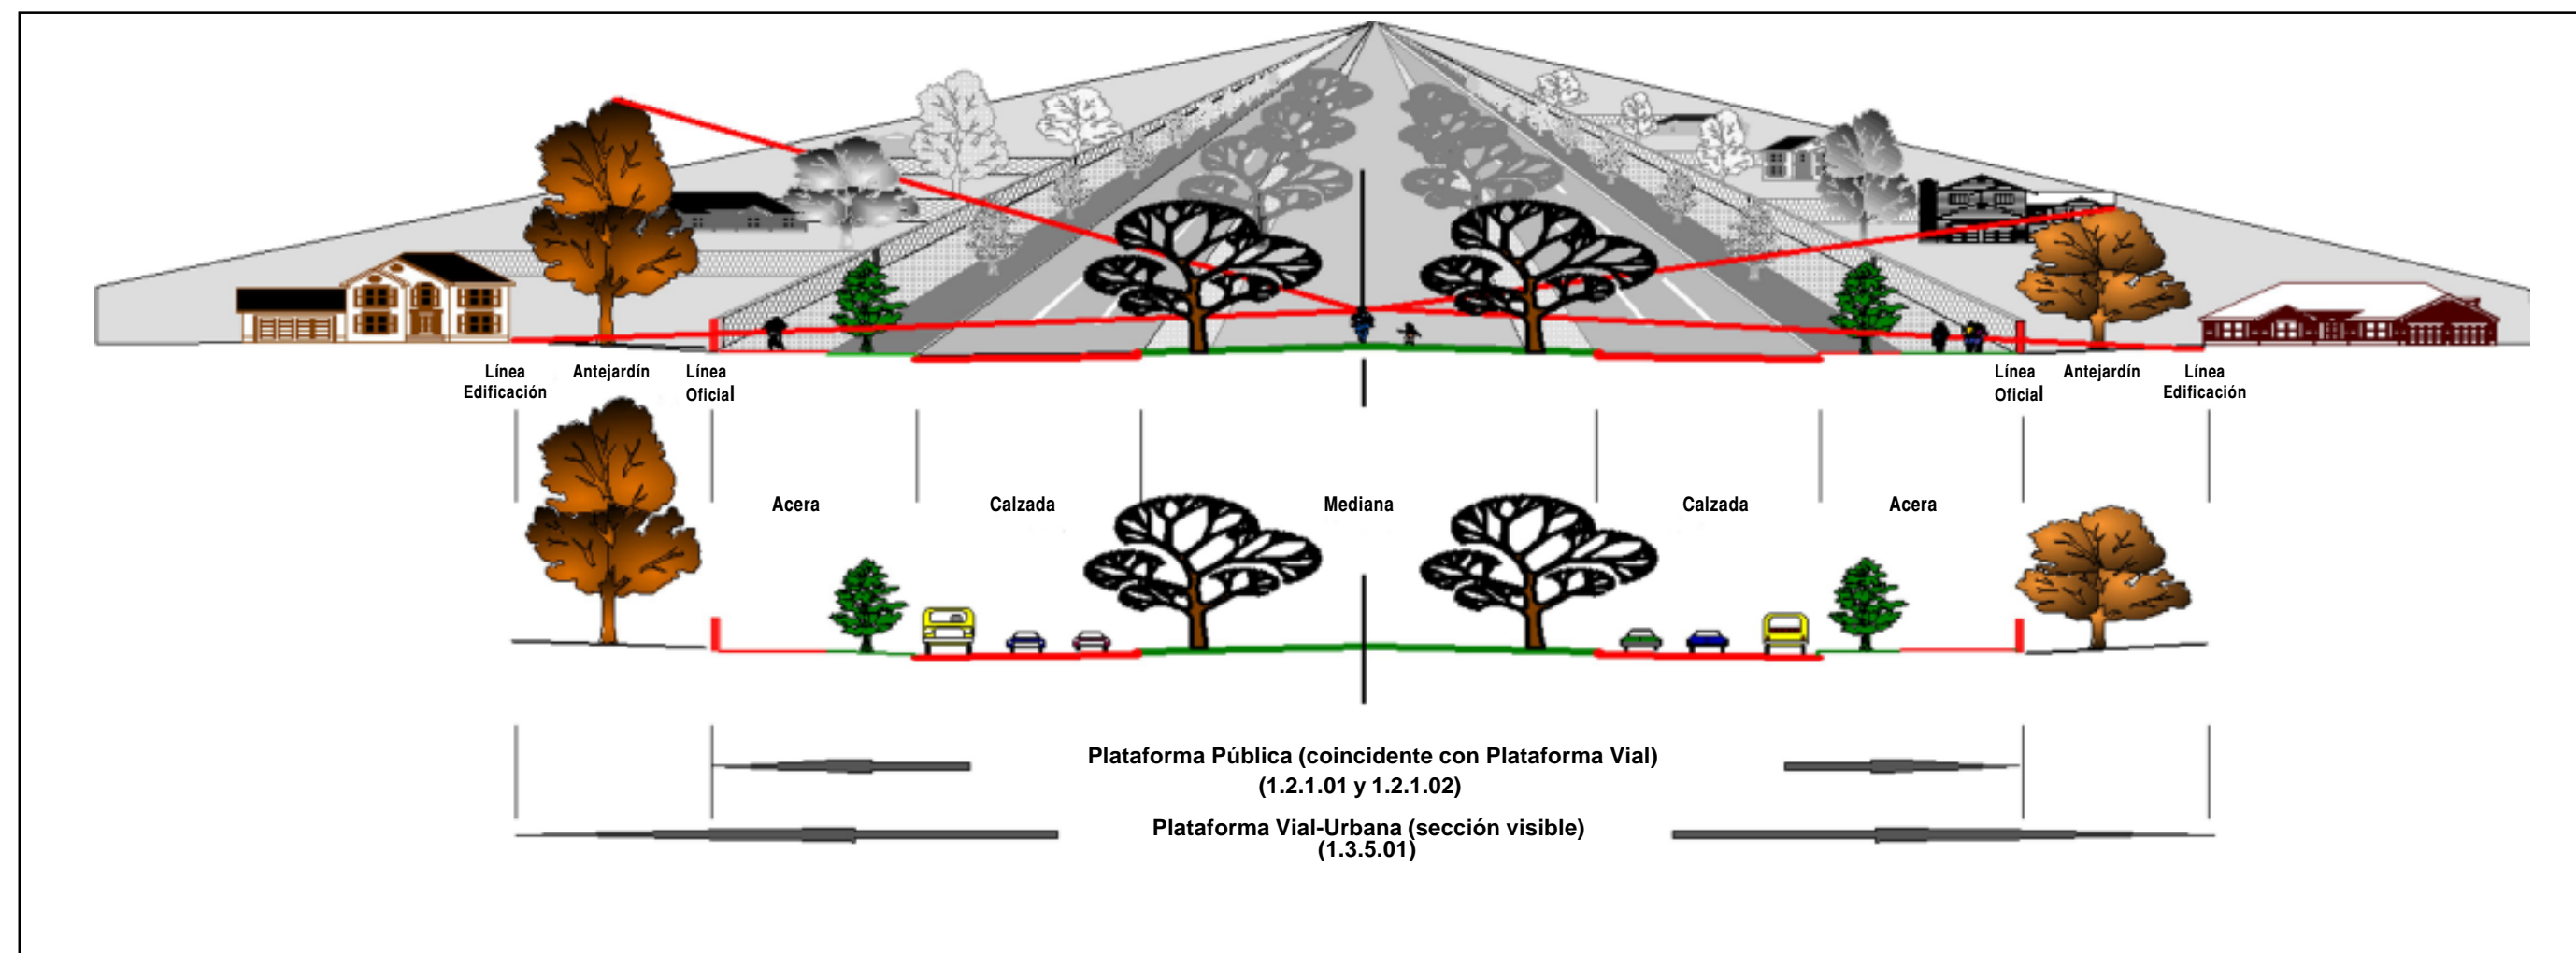 Línea Antejardín Línea
Edificación Oficial
Línea Antejardín Línea
Oficial Edificación
Acera Calzada Mediana Calzada Acera
Plataforma Pública (coincidente con Plataforma Vial)
(1.2.1.01 y 1.2.1.02)
Plataforma Vial-Urbana (sección visible)
(1.3.5.01)